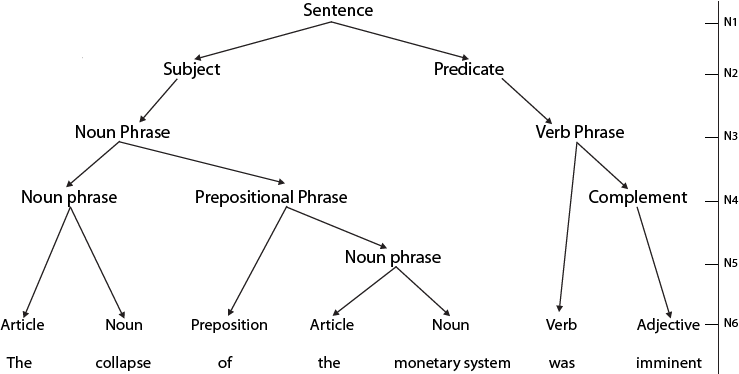 Sentence N1
Subject Predicate N2
Noun Phrase Verb Phrase N3
Noun phrase Prepositional Phrase Complement N4
Noun phrase N5
Article Noun Preposition Article Noun Verb Adjective N6
The collapse of the monetary system was imminent